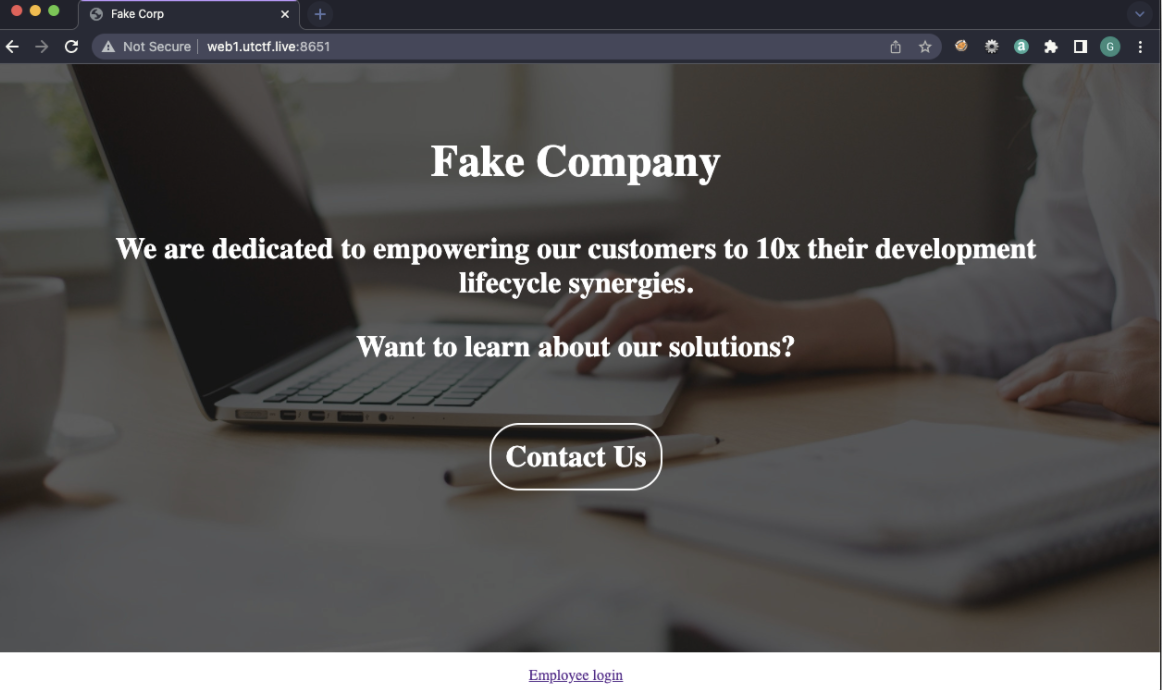 Fake Corp
Not Secure | web1.utctf.live:8651
a
G
Fake Company
We are dedicated to empowering our customers to 10x their development
lifecycle synergies.
Want to learn about our solutions?
Contact Us
Employee login